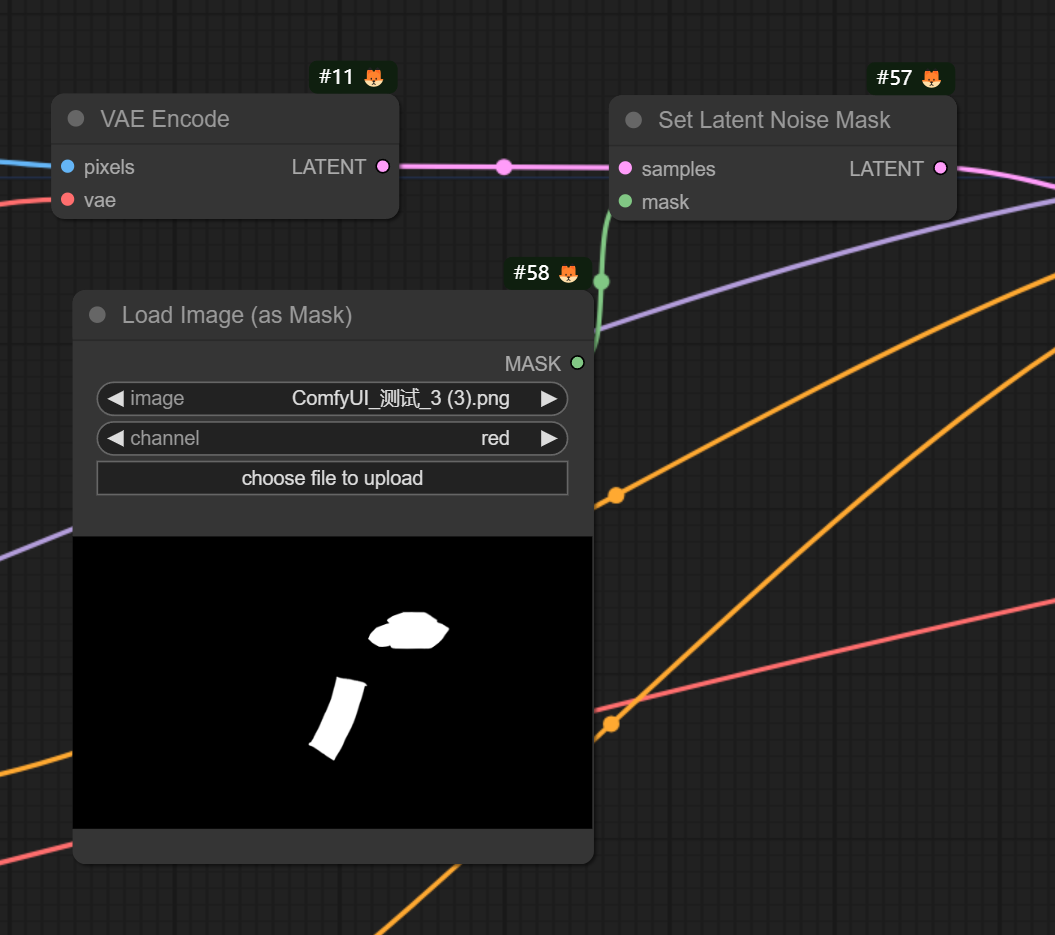 #11
VAE Encode
pixels
LATENT
vae
#57
Set Latent Noise Mask
samples
LATENT
mask
#58
Load Image (as Mask)
MASK
image ComfyUI_测试_3 (3).png
channel red
choose file to upload